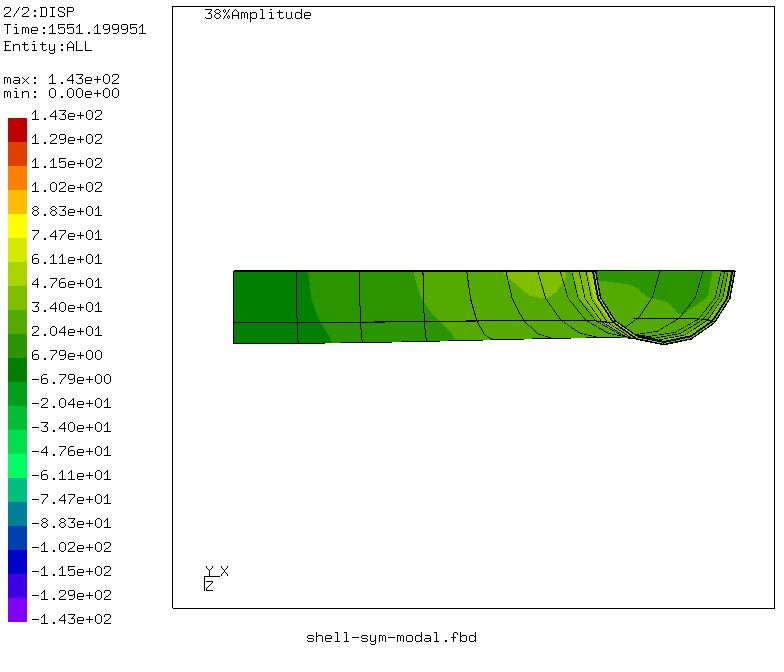 2/2:DISP
Time:1551.199951
Entity:ALL
max: 1.43e+02
min: 0.00e+00
1.43e+02
1.29e+02
1.15e+02
1.02e+02
8.83e+01
7.47e+01
6.11e+01
4.76e+01
3.40e+01
2.04e+01
6.79e+00
-6.79e+00
-2.04e+01
-3.40e+01
-4.76e+01
-6.11e+01
-7.47e+01
-8.83e+01
-1.02e+02
-1.15e+02
-1.29e+02
-1.43e+02
38%Amplitude
Y X
Z
shell-sym-modal.fbd